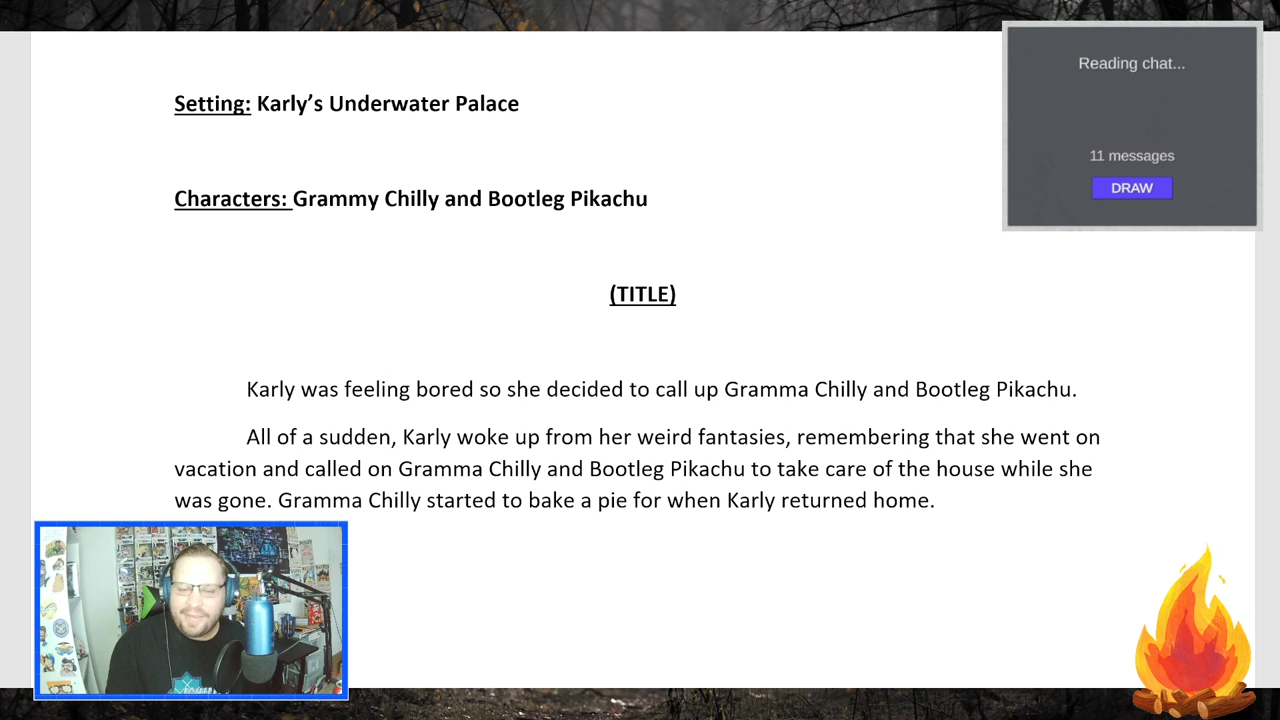 Reading chat...
11 messages
DRAW
Setting: Karly’s Underwater Palace
Characters: Grammy Chilly and Bootleg Pikachu
(TITLE)
Karly was feeling bored so she decided to call up Gramma Chilly and Bootleg Pikachu.
All of a sudden, Karly woke up from her weird fantasies, remembering that she went on
vacation and called on Gramma Chilly and Bootleg Pikachu to take care of the house while she
was gone. Gramma Chilly started to bake a pie for when Karly returned home.